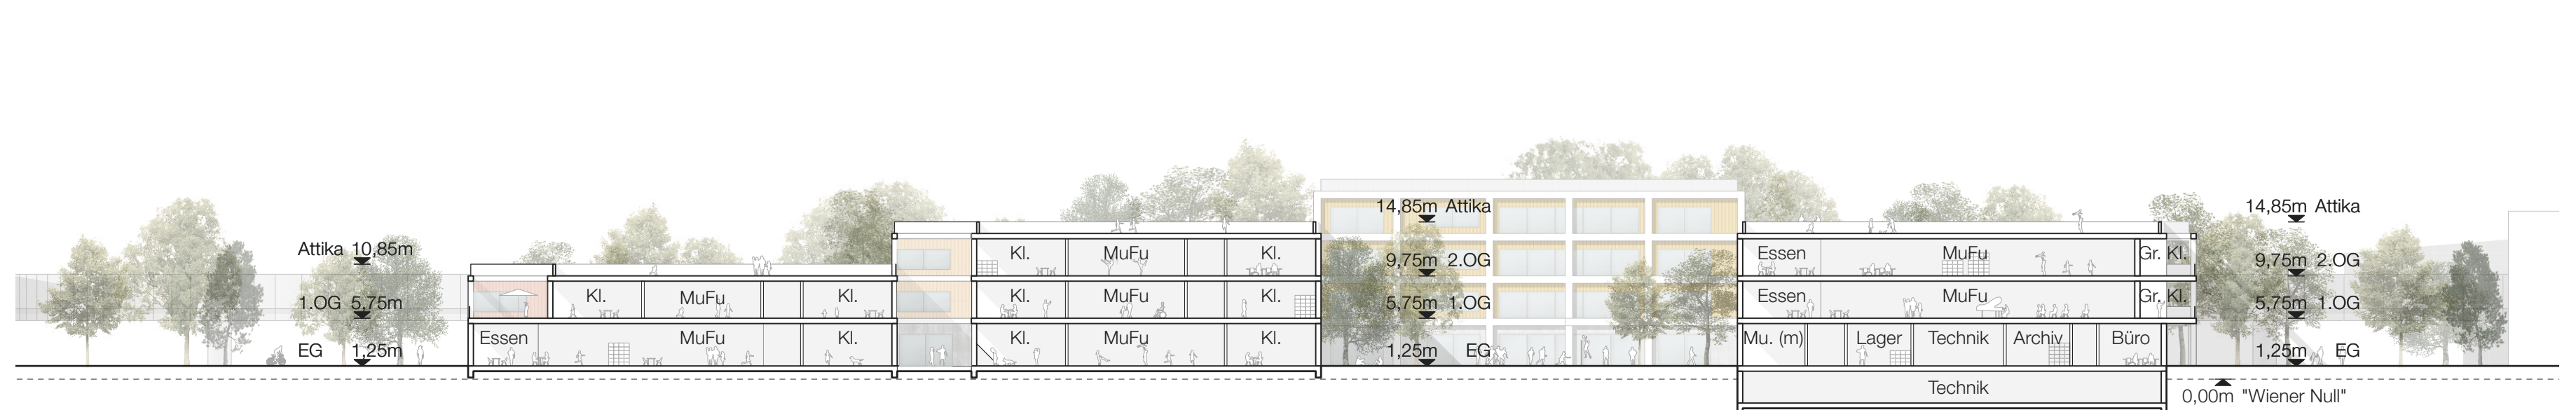 14,85m Attika
14,85m Attika
Attika 10,85m
Kl. MuFu Kl.
Essen MuFu Gr. Kl.
9,75m 2.OG
9,75m 2.OG
1.OG 5,75m
Kl. MuFu Kl.
Kl. MuFu Kl.
5,75m 1.OG
Essen MuFu Gr. Kl.
5,75m 1.OG
EG 1,25m
Essen MuFu Kl.
Kl. MuFu Kl.
1,25m EG
Mu. (m) Lager Technik Archiv Büro
1,25m EG
Technik
0,00m "Wiener Null"